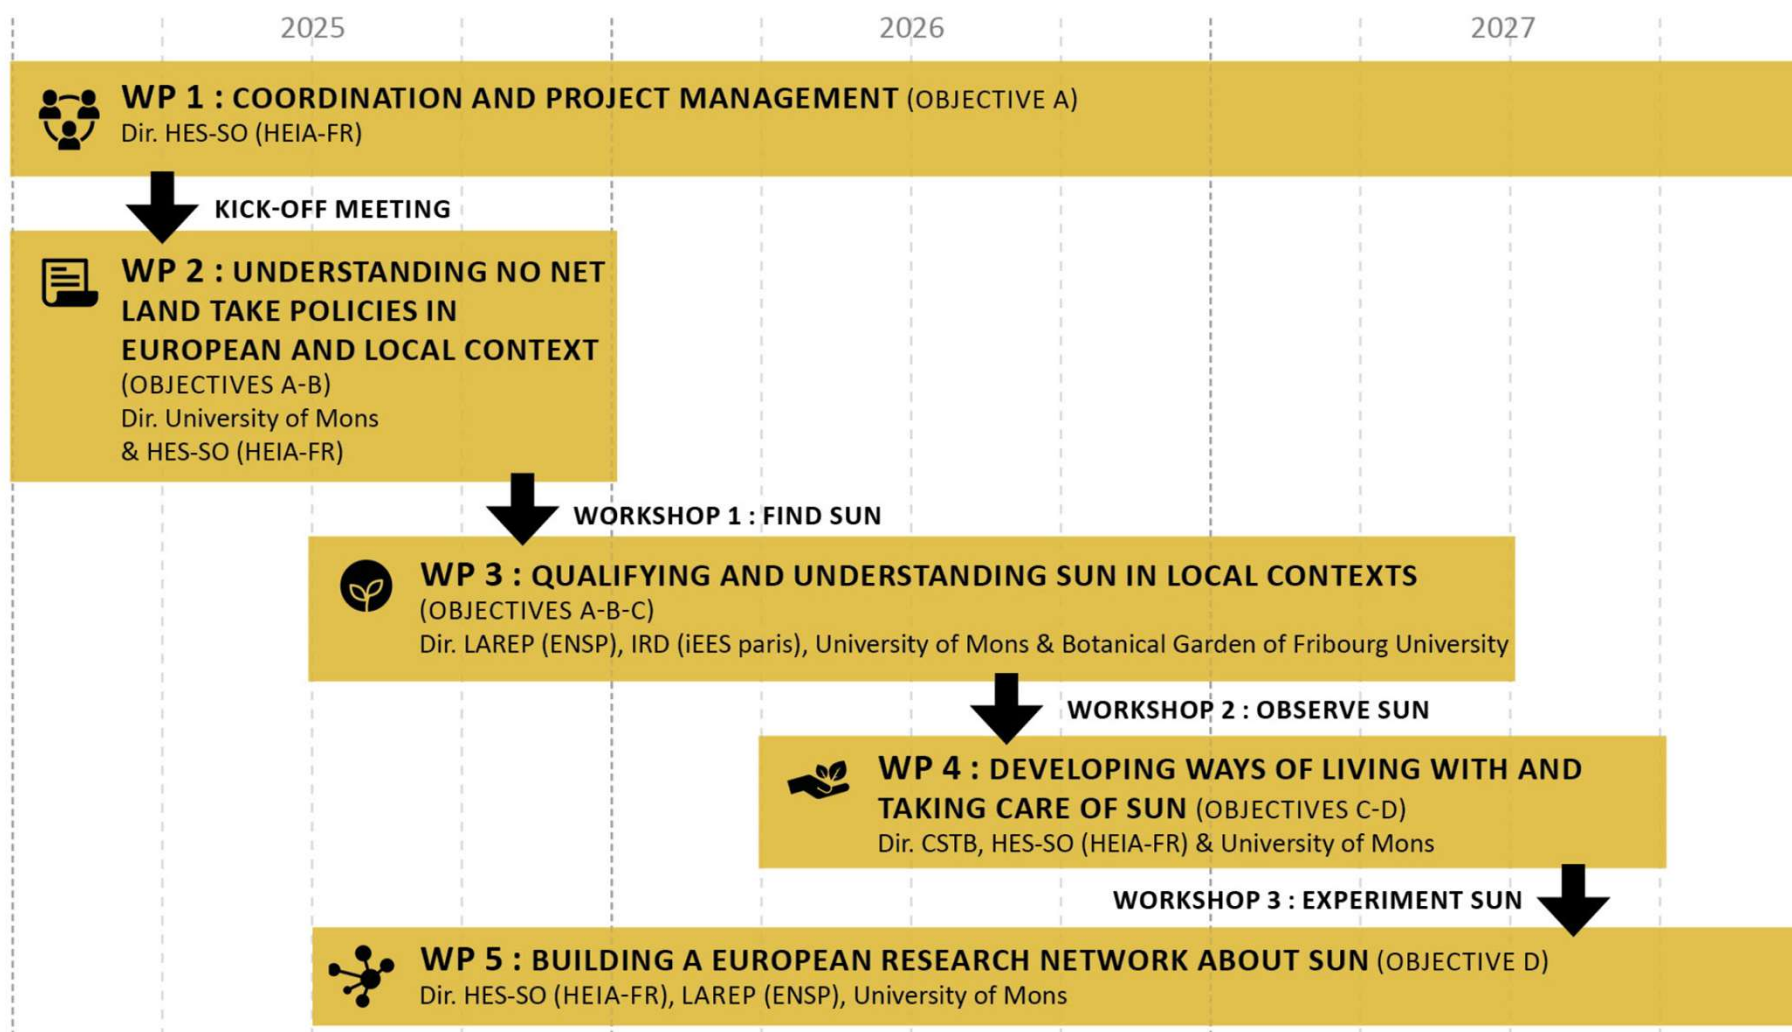 2025
2026
2027
WP 1 : COORDINATION AND PROJECT MANAGEMENT (OBJECTIVE A)
Dir. HES-SO (HEIA-FR)
KICK-OFF MEETING
WP 2 : UNDERSTANDING NO NET
LAND TAKE POLICIES IN
EUROPEAN AND LOCAL CONTEXT
(OBJECTIVES A-B)
Dir. University of Mons
& HES-SO (HEIA-FR)
WORKSHOP 1 : FIND SUN
WP 3 : QUALIFYING AND UNDERSTANDING SUN IN LOCAL CONTEXTS
(OBJECTIVES A-B-C)
Dir. LAREP (ENSP), IRD (iEES paris), University of Mons & Botanical Garden of Fribourg University
WORKSHOP 2 : OBSERVE SUN
WP 4 : DEVELOPING WAYS OF LIVING WITH AND
TAKING CARE OF SUN (OBJECTIVES C-D)
Dir. CSTB, HES-SO (HEIA-FR) & University of Mons
WORKSHOP 3 : EXPERIMENT SUN
WP 5 : BUILDING A EUROPEAN RESEARCH NETWORK ABOUT SUN (OBJECTIVE D)
Dir. HES-SO (HEIA-FR), LAREP (ENSP), University of Mons